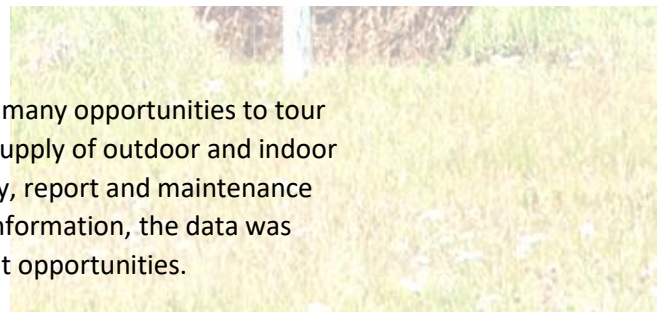 many opportunities to tour
upply of outdoor and indoor
y, report and maintenance
nformation, the data was
t opportunities.